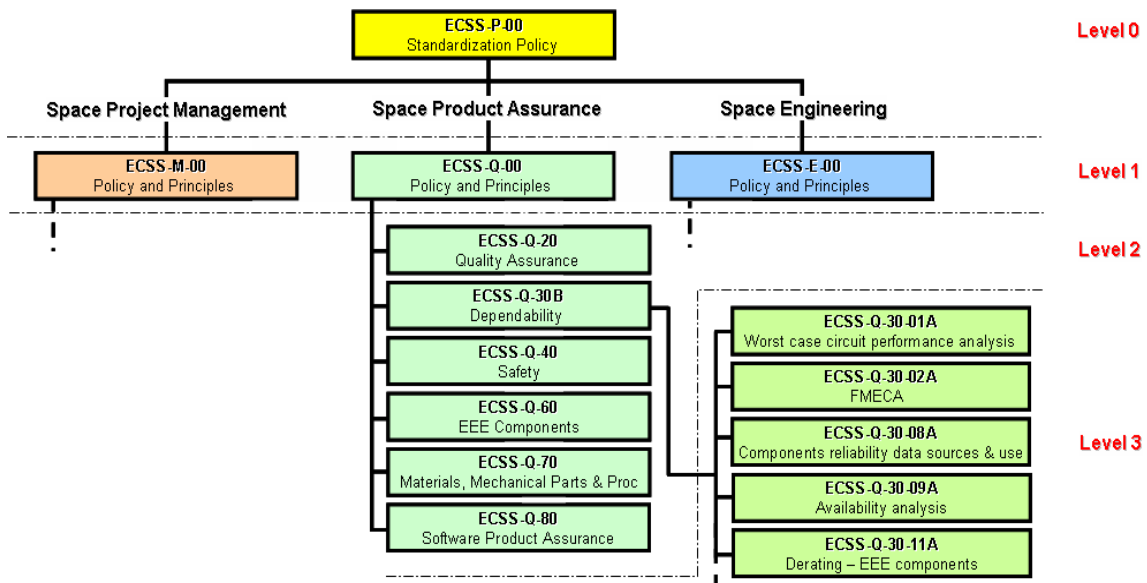 ECSS-P-00
Standardization Policy
Level 0
Space Project Management
Space Product Assurance
Space Engineering
ECSS-M-00
Policy and Principles
ECSS-Q-00
Policy and Principles
ECSS-E-00
Policy and Principles
Level 1
ECSS-Q-20
Quality Assurance
Level 2
ECSS-Q-30B
Dependability
ECSS-Q-40
Safety
ECSS-Q-60
EEE Components
ECSS-Q-70
Materials, Mechanical Parts & Proc
ECSS-Q-80
Software Product Assurance
ECSS-Q-30-01A
Worst case circuit performance analysis
ECSS-Q-30-02A
FMECA
ECSS-Q-30-08A
Components reliability data sources & use
Level 3
ECSS-Q-30-09A
Availability analysis
ECSS-Q-30-11A
Derating – EEE components